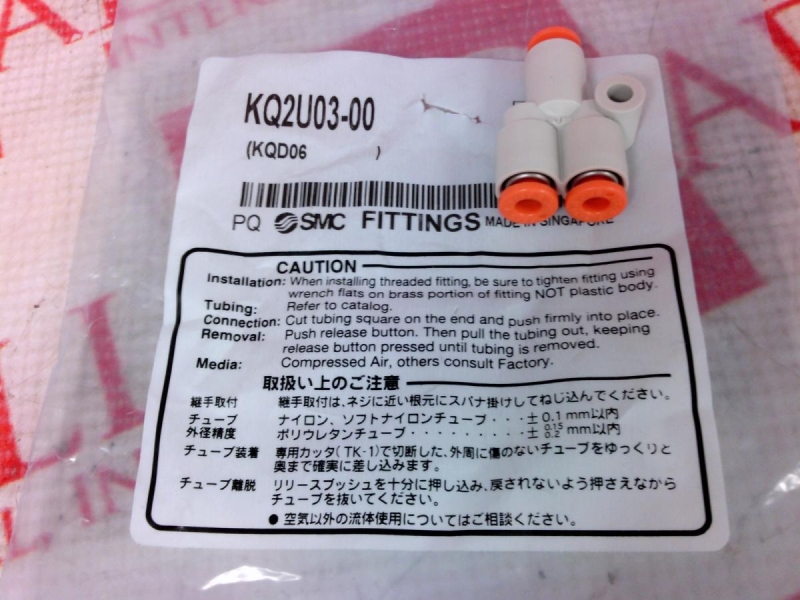 KQ2U03-00
(KQD06 )
PQ SMC FITTINGS MADE IN SINGAPORE
CAUTION
Installation: When installing threaded fitting, be sure to tighten fitting using
wrench flats on brass portion of fitting NOT plastic body.
Tubing: Refer to catalog.
Connection: Cut tubing square on the end and push firmly into place.
Removal: Push release button. Then pull the tubing out, keeping
release button pressed until tubing is removed.
Media: Compressed Air, others consult Factory.
取扱い上のご注意
継手取付 継手取付は、ネジに近い根元にスパナ掛けしてねじ込んでください。
チューブ ナイロン、ソフトナイロンチューブ・・・± 0.1 mm以内
外径精度 ポリウレタンチューブ・・・・・・・・・± 0.15 0.2 mm以内
チューブ装着 専用カッタ(TK-1)で切断した、外周に傷のないチューブをゆっくりと
奥まで確実に差し込みます。
チューブ離脱 リリースブッシュを十分に押し込み、戻されないよう押さえながら
チューブを抜いてください。
● 空気以外の流体使用についてはご相談ください。